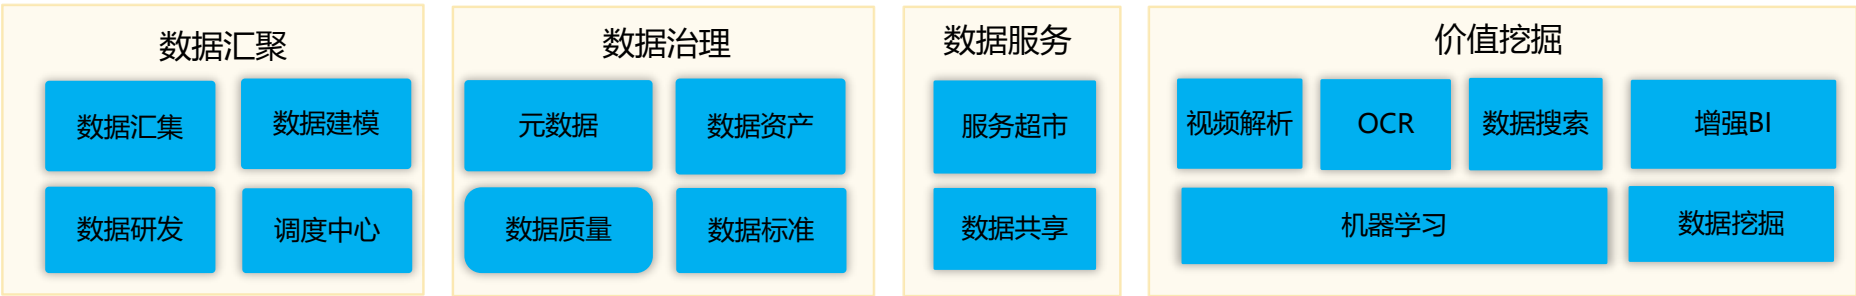 数据汇聚
数据汇集
数据建模
数据研发
调度中心
数据治理
元数据
数据资产
数据质量
数据标准
数据服务
服务超市
数据共享
价值挖掘
视频解析
OCR
数据搜索
增强BI
机器学习
数据挖掘